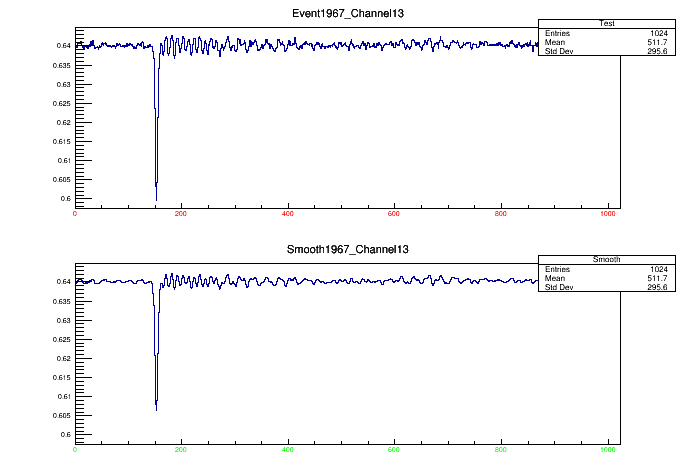 Event1967_Channel13
Test
Entries 1024
Mean 511.7
Std Dev 295.6
0.64
0.635
0.63
0.625
0.62
0.615
0.61
0.605
0.6
0 200 400 600 800 1000
Smooth1967_Channel13
Smooth
Entries 1024
Mean 511.7
Std Dev 295.6
0.64
0.635
0.63
0.625
0.62
0.615
0.61
0.605
0.6
0 200 400 600 800 1000